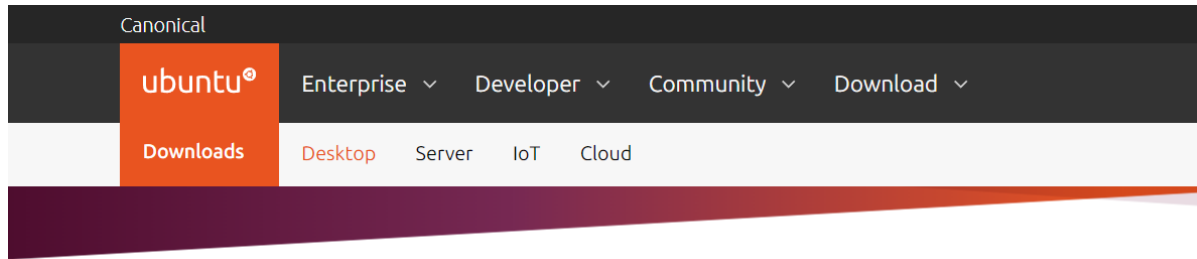 Canonical
ubuntu® Enterprise Developer Community Download
Downloads Desktop Server IoT Cloud